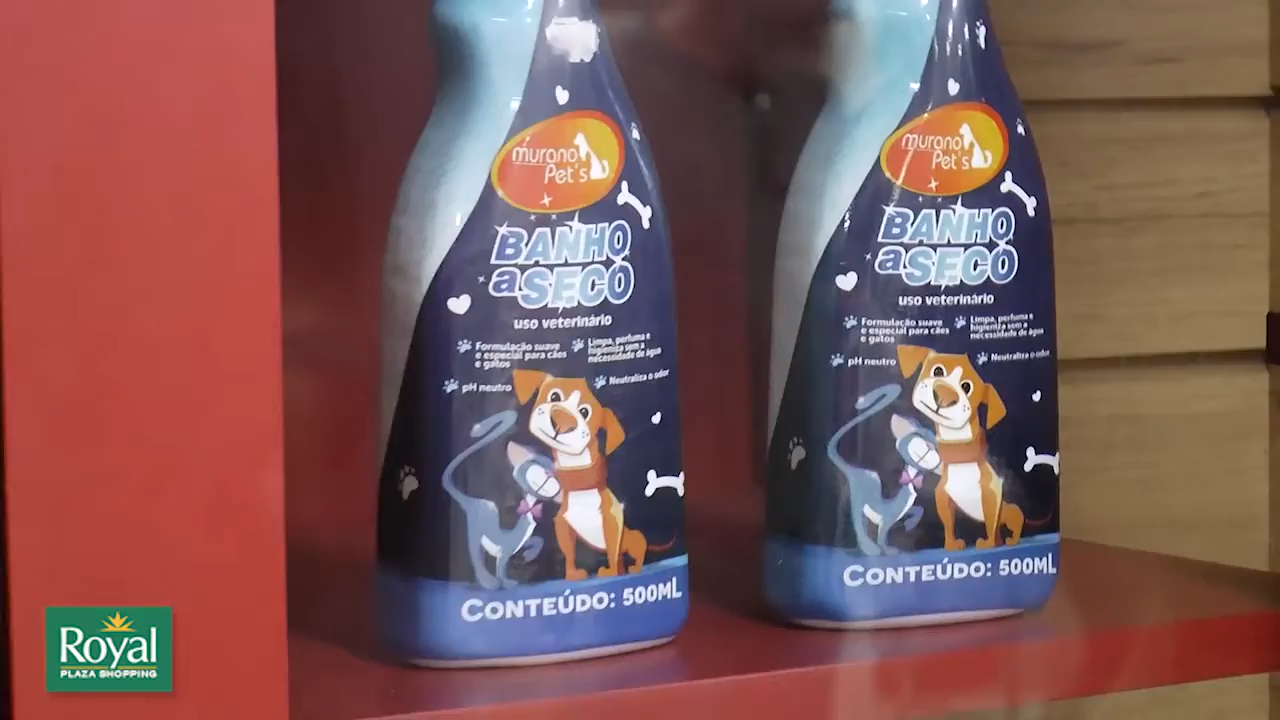 murano
Pet's
BANHO
a SECO
uso veterinário
Formulação suave
e especial para cães
e gatos
Limpa, perfuma e
higieniza sem a
necessidade de água
pH neutro
Neutraliza o odor
CONTEÚDO: 500ML
murano
Pet's
BANHO
a SECO
uso veterinário
Formulação suave
e especial para cães
e gatos
Limpa, perfuma e
higieniza sem a
necessidade de água
pH neutro
Neutraliza o odor
CONTEÚDO: 500ML
Royal
PLAZA SHOPPING